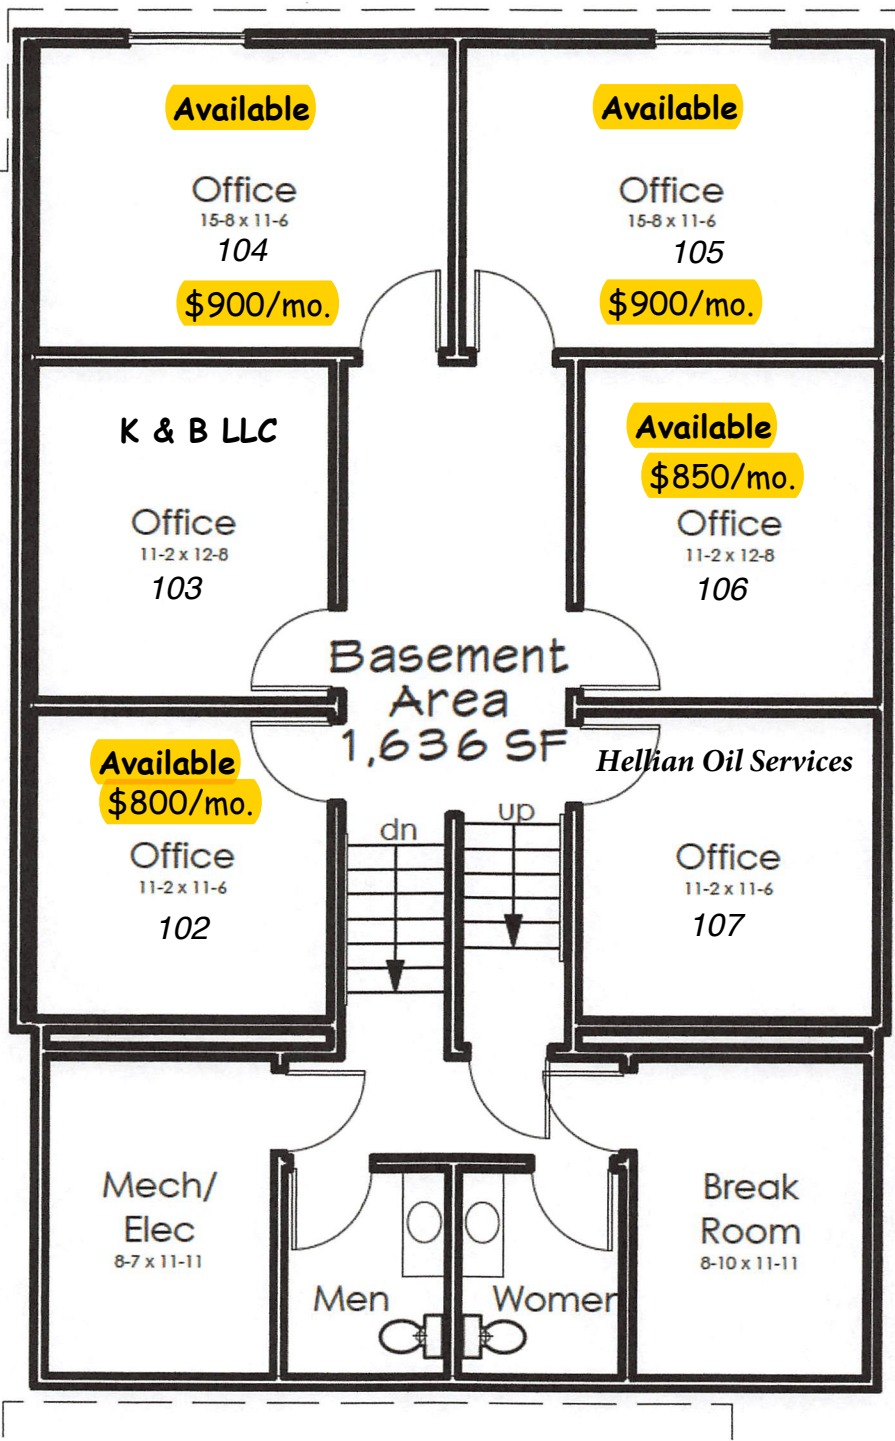 Available
Office
15-8 x 11-6
104
$900/mo.
Available
Office
15-8 x 11-6
105
$900/mo.
K & B LLC
Office
11-2 x 12-8
103
Available
$850/mo.
Office
11-2 x 12-8
106
Basement
Area
1,636 SF
Available
$800/mo.
Office
11-2 x 11-6
102
dn
up
Hellian Oil Services
Office
11-2 x 11-6
107
Mech/
Elec
8-7 x 11-11
Men
Women
Break
Room
8-10 x 11-11